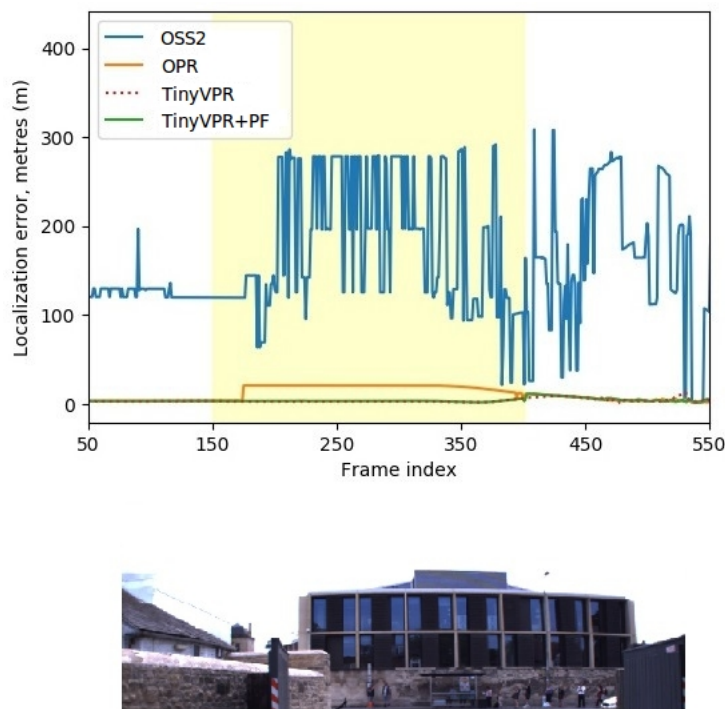 400
300
200
100
0
Localization error, metres (m)
OSS2
OPR
TinyVPR
TinyVPR+PF
50 150 250 350 450 550
Frame index